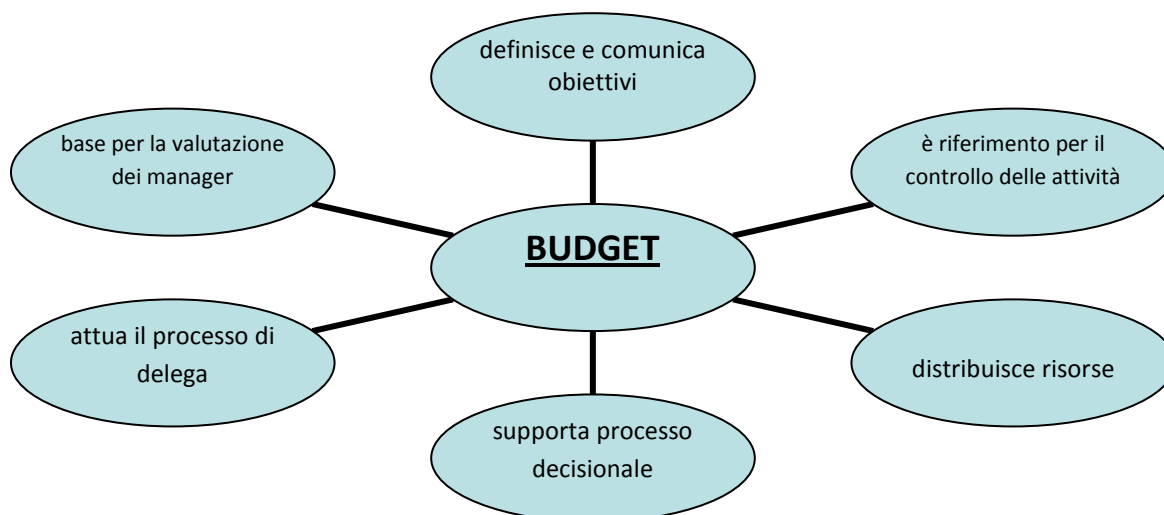 definisce e comunica
obiettivi
base per la valutazione
dei manager
è riferimento per il
controllo delle attività
BUDGET
attua il processo di
delega
distribuisce risorse
supporta processo
decisionale